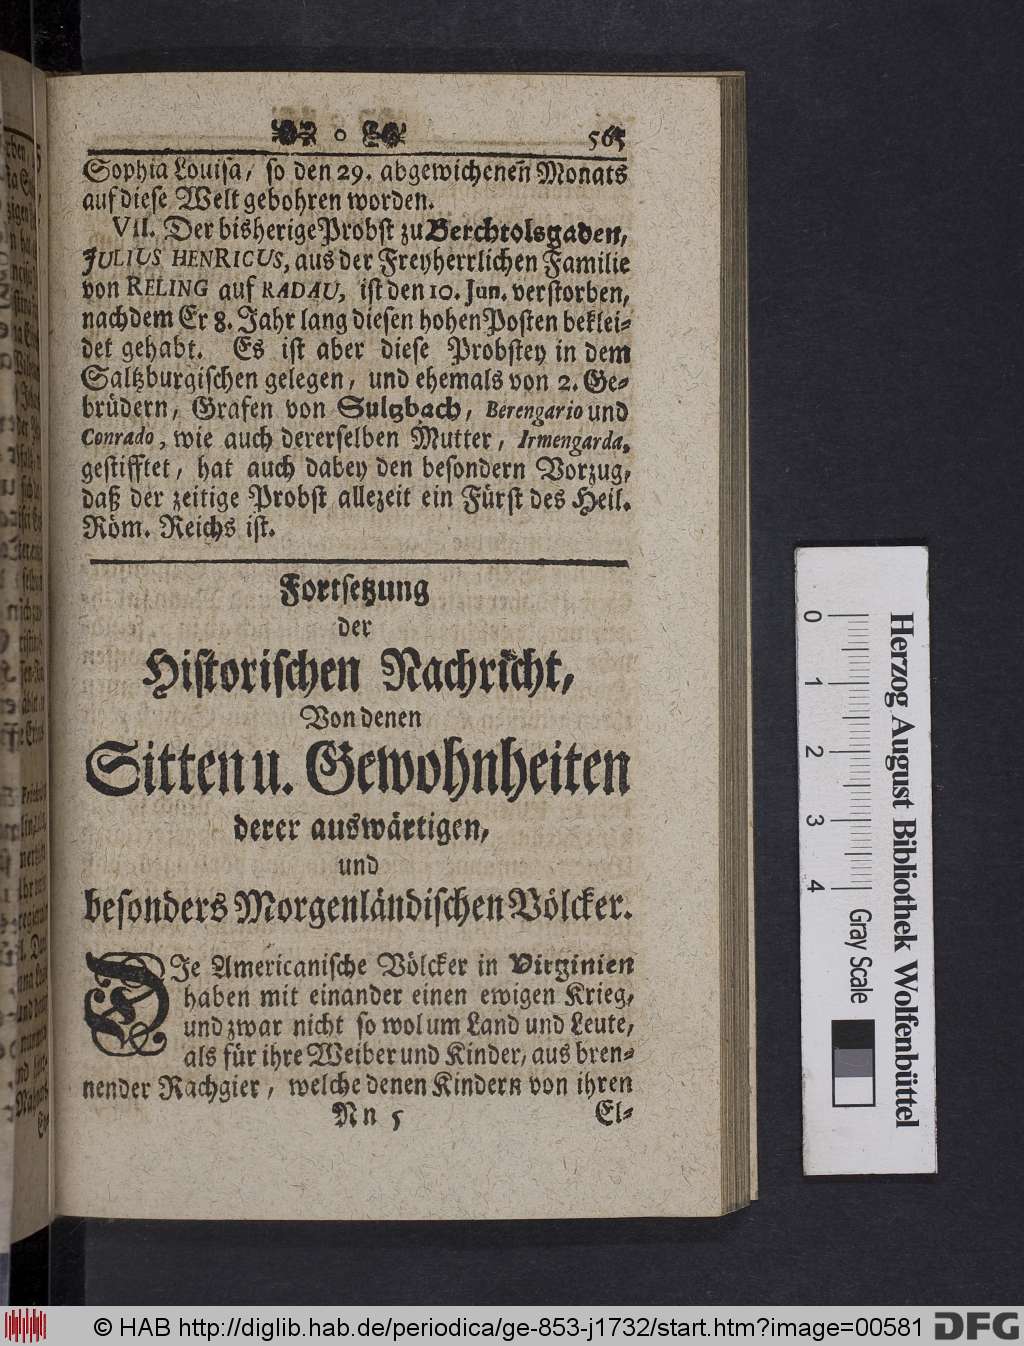 565
Sophia Louisa, so den 29. abgewichenen Monats
auf diese Welt gebohren worden.
VII. Der bisherige Probst zu Berchtolsgaden,
JULIUS HENRICUS, aus der Freyherrlichen Familie
von RELING auf RADAU, ist den 10. Jun. verstorben,
nachdem Er 8. Jahr lang diesen hohen Posten beklei-
det gehabt. Es ist aber diese Probstey in dem
Saltzburgischen gelegen, und ehemals von 2. Ge-
brüdern, Grafen von Sultzbach, Berengario und
Conrado, wie auch dererselben Mutter, Irmengarda,
gestifftet, hat auch dabey den besondern Vorzug,
daß der zeitige Probst allezeit ein Fürst des Heil.
Röm. Reichs ist.
Fortsetzung
der
Historischen Nachricht,
Von denen
Sitten u. Gewohnheiten
derer auswärtigen,
und
besonders Morgenländischen Völcker.
DIe Americanische Völcker in Virginien
haben mit einander einen ewigen Krieg,
und zwar nicht so wol um Land und Leute,
als für ihre Weiber und Kinder, aus bren-
nender Rachgier, welche denen Kindern von ihren
Nn 5 El-
0 1 2 3 4
Gray Scale
Herzog August Bibliothek Wolfenbüttel
© HAB http://diglib.hab.de/periodica/ge-853-j1732/start.htm?image=00581
DFG